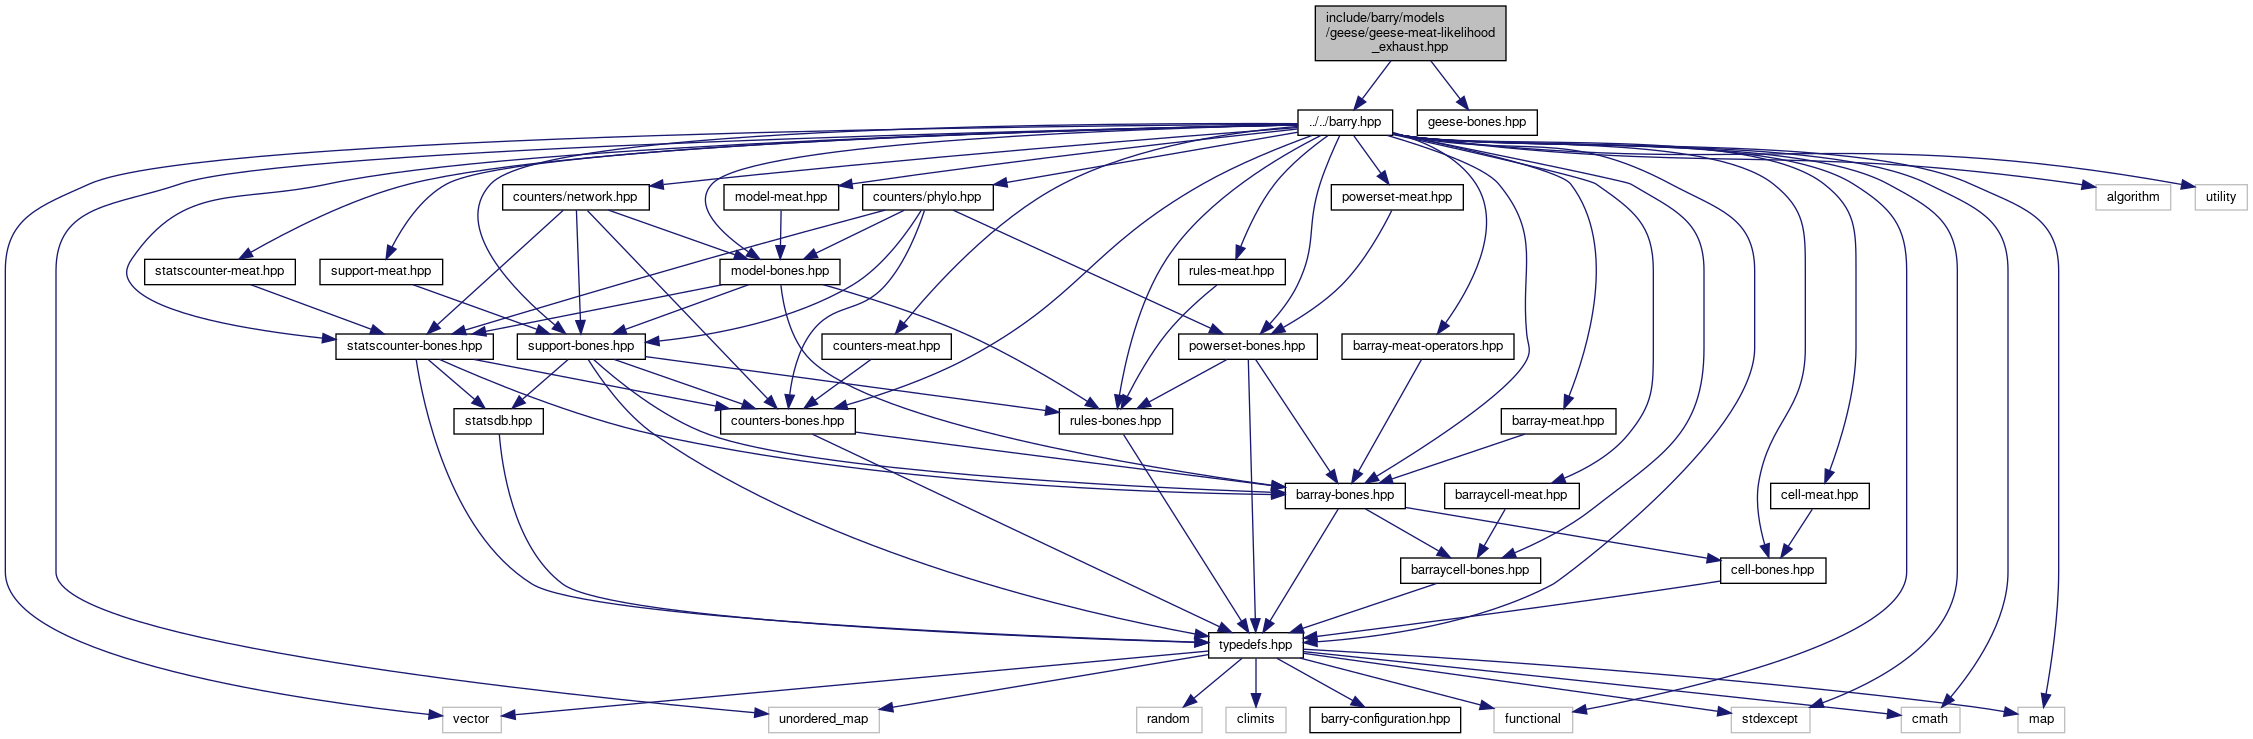 include/barry/models
/geese/geese-meat-likelihood
_exhaust.hpp
../../barry.hpp
geese-bones.hpp
counters/network.hpp
model-meat.hpp
counters/phylo.hpp
powerset-meat.hpp
algorithm
utility
statscounter-meat.hpp
support-meat.hpp
model-bones.hpp
rules-meat.hpp
statscounter-bones.hpp
support-bones.hpp
counters-meat.hpp
powerset-bones.hpp
barray-meat-operators.hpp
statsdb.hpp
counters-bones.hpp
rules-bones.hpp
barray-meat.hpp
barray-bones.hpp
barraycell-meat.hpp
cell-meat.hpp
barraycell-bones.hpp
cell-bones.hpp
typedefs.hpp
vector
unordered_map
random
climits
barry-configuration.hpp
functional
stdexcept
cmath
map